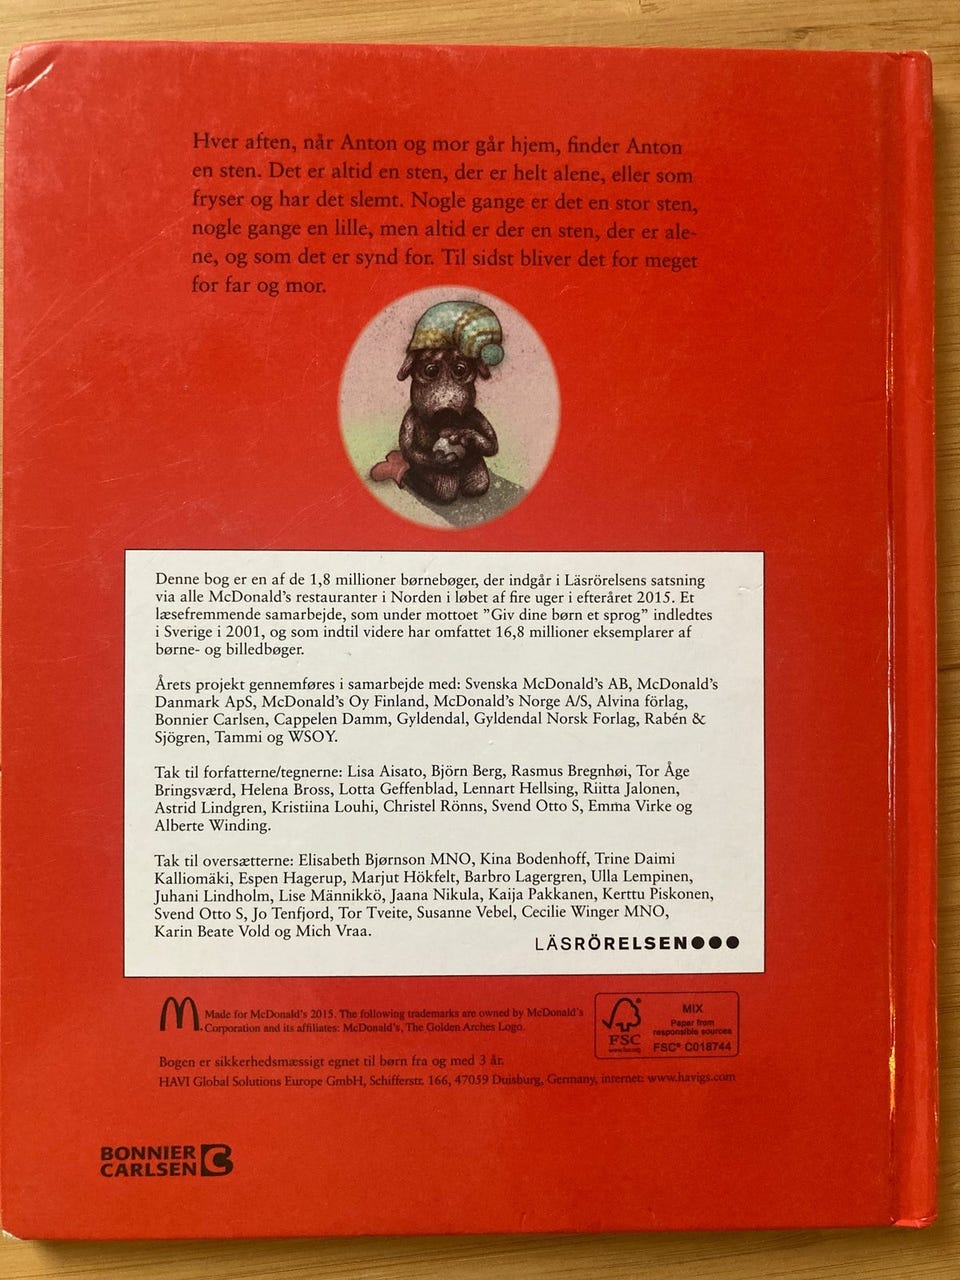 Hver aften, når Anton og mor går hjem, finder Anton
en sten. Det er altid en sten, der er helt alene, eller som
fryser og har det slemt. Nogle gange er det en stor sten,
nogle gange en lille, men altid er der en sten, der er ale-
ne, og som det er synd for. Til sidst bliver det for meget
for far og mor.
Denne bog er en af de 1,8 millioner børnebøger, der indgår i Läsrörelsens satsning
via alle McDonald's restauranter i Norden i løbet af fire uger i efteråret 2015. Et
læsefremmende samarbejde, som under mottoet ”Giv dine børn et sprog” indledtes
i Sverige i 2001, og som indtil videre har omfattet 16,8 millioner eksemplarer af
børne- og billedbøger.
Årets projekt gennemføres i samarbejde med: Svenska McDonald's AB, McDonald's
Danmark ApS, McDonald's Oy Finland, McDonald's Norge A/S, Alvina förlag,
Bonnier Carlsen, Cappelen Damm, Gyldendal, Gyldendal Norsk Forlag, Rabén &
Sjögren, Tammi og WSOY.
Tak til forfatterne/tegnerne: Lisa Aisato, Björn Berg, Rasmus Bregnhøi, Tor Åge
Bringsværd, Helena Bross, Lotta Geffenblad, Lennart Hellsing, Riitta Jalonen,
Astrid Lindgren, Kristiina Louhi, Christel Rönns, Svend Otto S, Emma Virke og
Alberte Winding.
Tak til oversætterne: Elisabeth Bjørnson MNO, Kina Bodenhoff, Trine Daimi
Kalliomäki, Espen Hagerup, Marjut Hökfelt, Barbro Lagergren, Ulla Lempinen,
Juhani Lindholm, Lise Männikkö, Jaana Nikula, Kaija Pakkanen, Kerttu Piskonen,
Svend Otto S, Jo Tenfjord, Tor Tveite, Susanne Vebel, Cecilie Winger MNO,
Karin Beate Vold og Mich Vraa.
LÄSRÖRELSEN●●●
Made for McDonald's 2015. The following trademarks are owned by McDonald's
Corporation and its affiliates: McDonald's, The Golden Arches Logo.
FSC
www.fsc.org
MIX
Paper from
responsible sources
FSC® C018744
Bogen er sikkerhedsmæssigt egnet til børn fra og med 3 år.
HAVI Global Solutions Europe GmbH, Schifferstr. 166, 47059 Duisburg, Germany, internet: www.havigs.com
BONNIER
CARLSEN